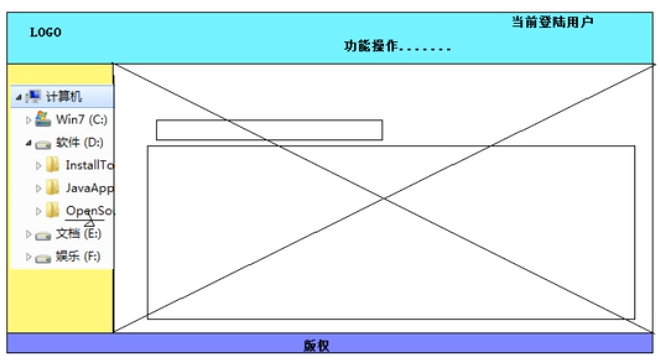 当前登陆用户
LOGO
功能操作.......
计算机
Win7 (C:)
软件 (D:)
InstallTo
JavaApp
OpenSo
文档 (E:)
娱乐 (F:)
版权